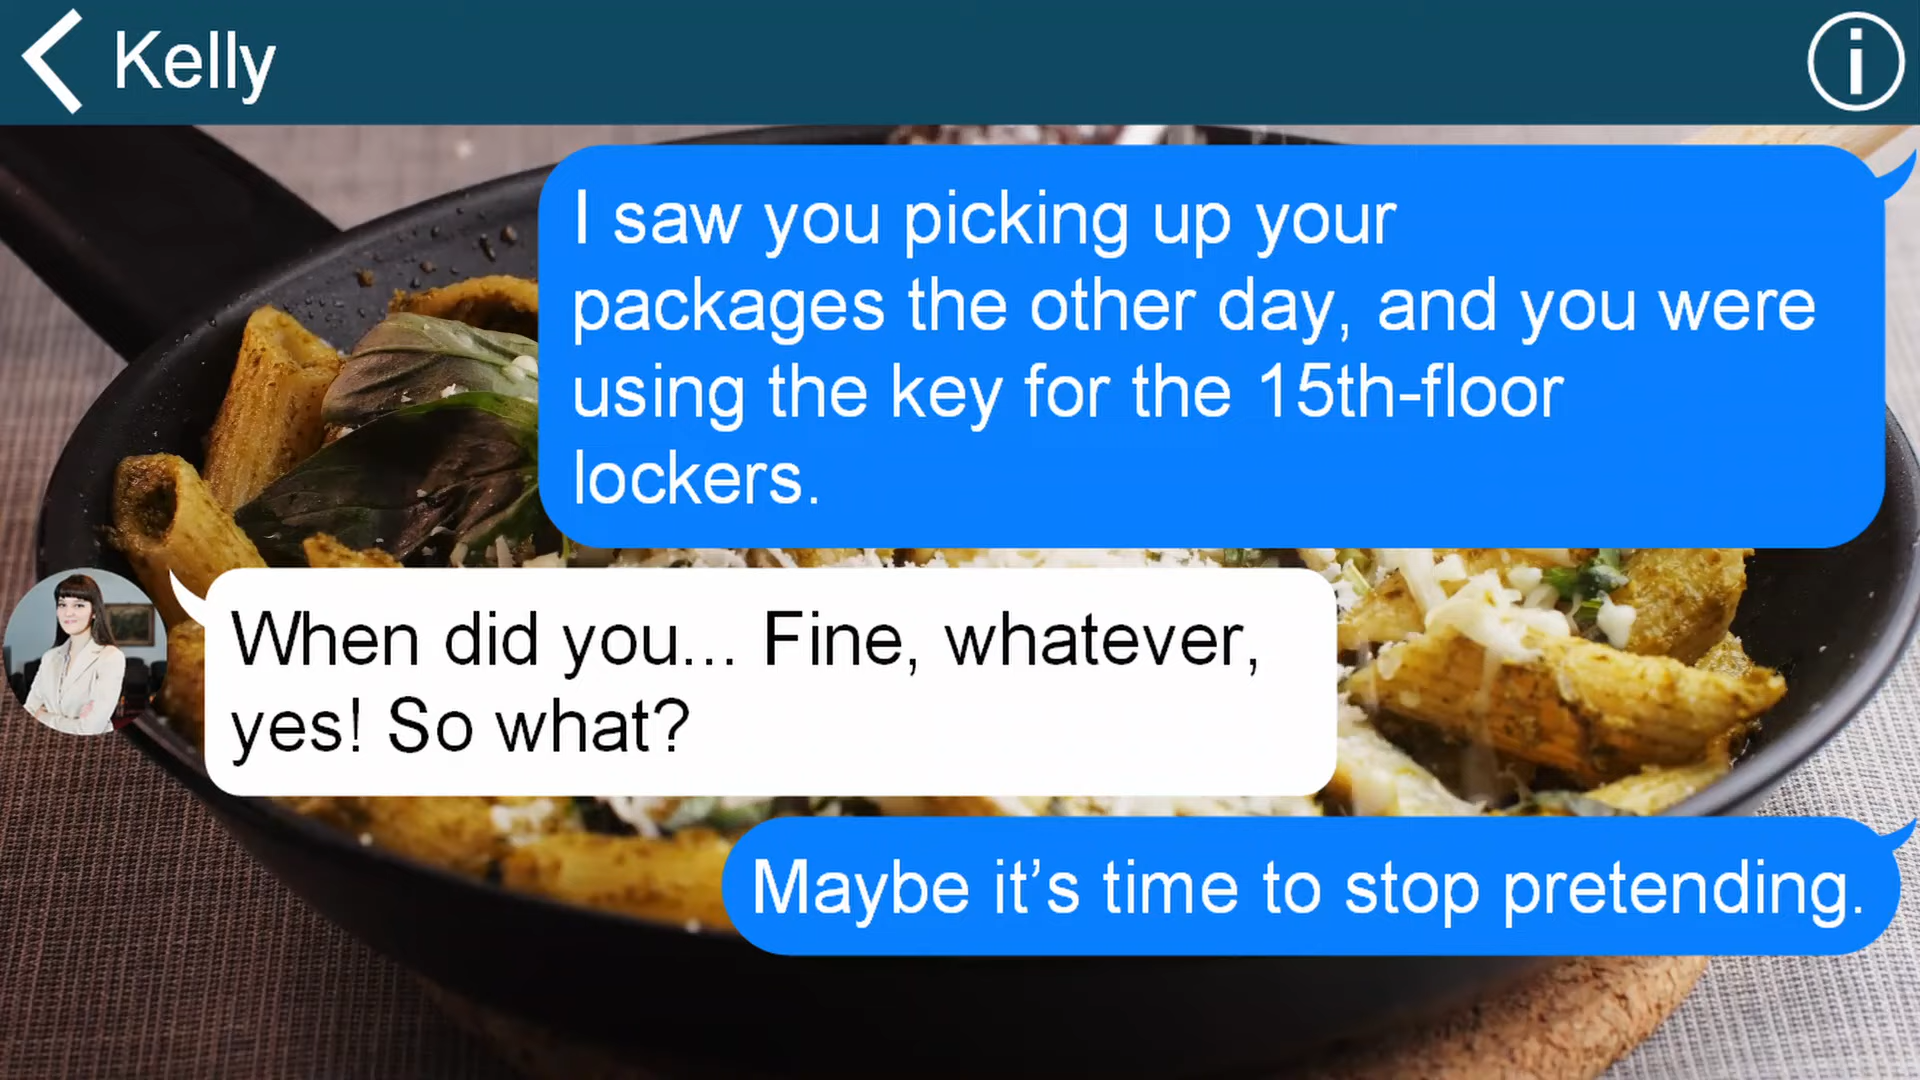 Kelly
I saw you picking up your
packages the other day, and you were
using the key for the 15th-floor
lockers.
When did you... Fine, whatever,
yes! So what?
Maybe it’s time to stop pretending.